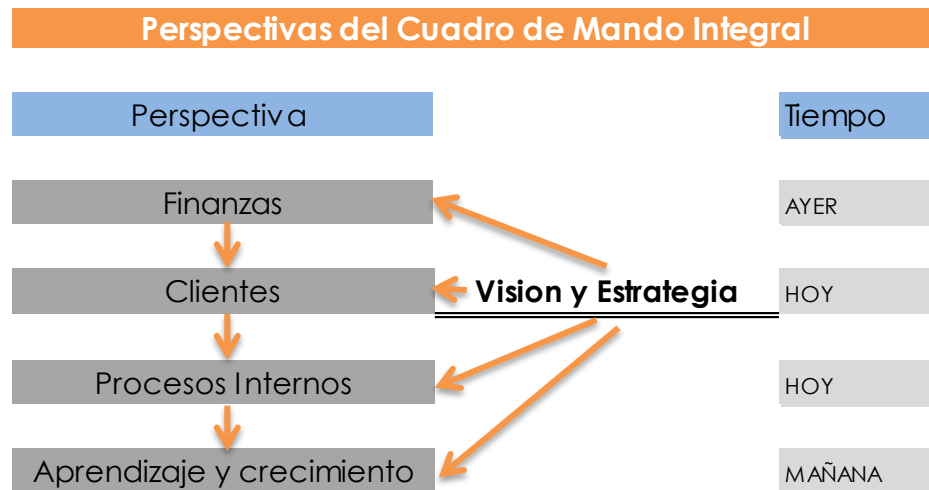 Perspectivas del Cuadro de Mando Integral
Perspectiva
Tiempo
Finanzas
AYER
Clientes
Vision y Estrategia
HOY
Procesos Internos
HOY
Aprendizaje y crecimiento
MAÑANA